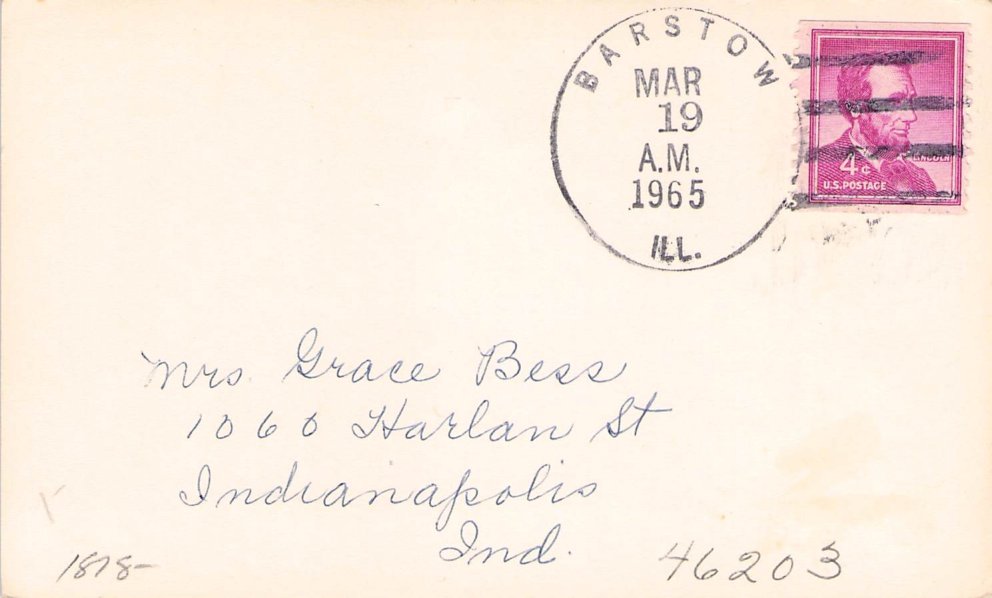 BARSTOW
MAR
19
A.M.
1965
ILL.
LINCOLN
4¢
U.S. POSTAGE
Mrs Grace Bess
1060 Harlan St
Indianapolis
Ind.
46203
1878-